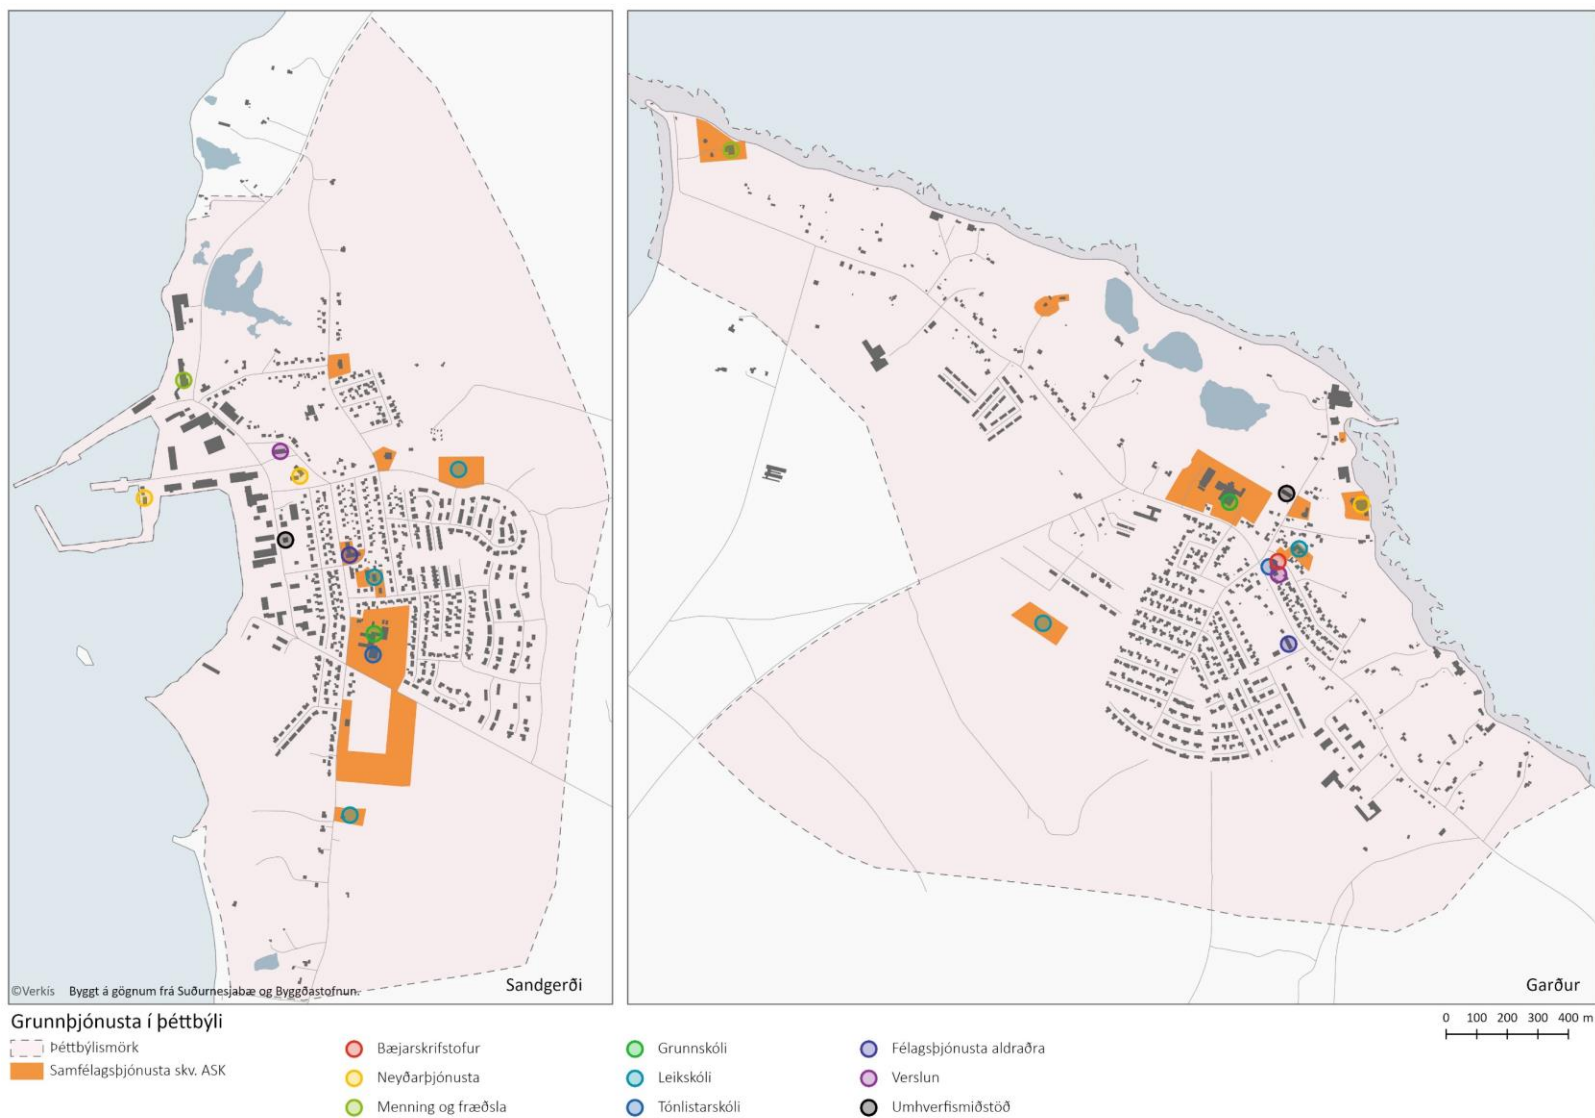 ©Verkís Byggt á gögnum frá Suðurnesjabæ og Byggðastofnun.
Sandgerði
Garður
Grunnþjónusta í þéttbýli
Þéttbýlismörk
Samfélagsþjónusta skv. ASK
Bæjarskrifstofur
Neyðarþjónusta
Menning og fræðsla
Grunnskóli
Leikskóli
Tónlistarskóli
Félagsþjónusta aldraðra
Verslun
Umhverfismiðstöð
0 100 200 300 400 m